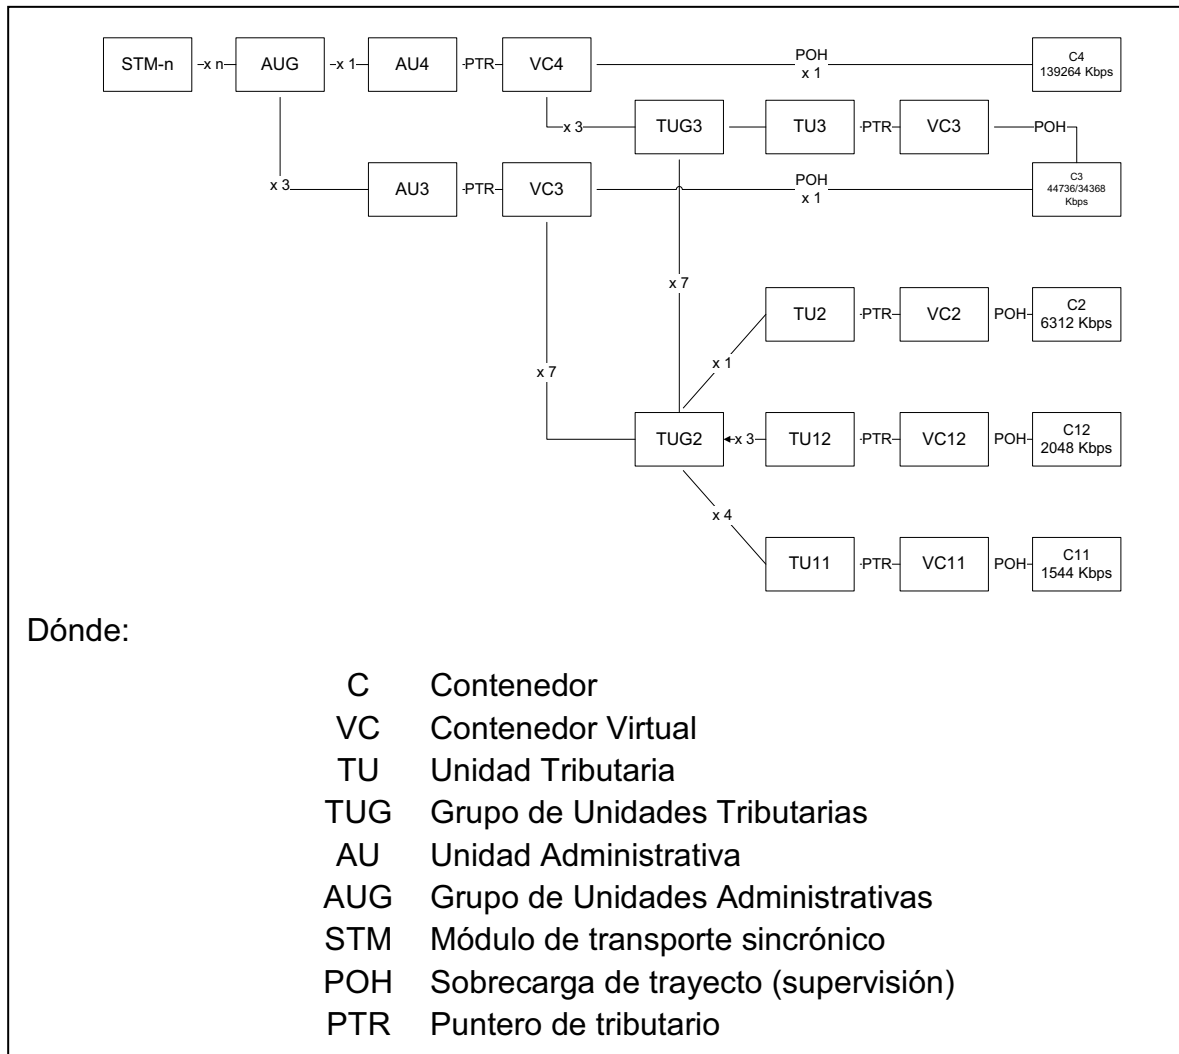 STM-n x n AUG x 1 AU4 PTR VC4 POH x 1 C4 139264 Kbps
x 3 TUG3 TU3 PTR VC3 POH
x 3 AU3 PTR VC3 POH x 1 C3 44736/34368 Kbps
x 7
TU2 PTR VC2 POH C2 6312 Kbps
x 1
x 7
TUG2 x 3 TU12 PTR VC12 POH C12 2048 Kbps
x 4
TU11 PTR VC11 POH C11 1544 Kbps
Dónde:
C Contenedor
VC Contenedor Virtual
TU Unidad Tributaria
TUG Grupo de Unidades Tributarias
AU Unidad Administrativa
AUG Grupo de Unidades Administrativas
STM Módulo de transporte sincrónico
POH Sobrecarga de trayecto (supervisión)
PTR Puntero de tributario